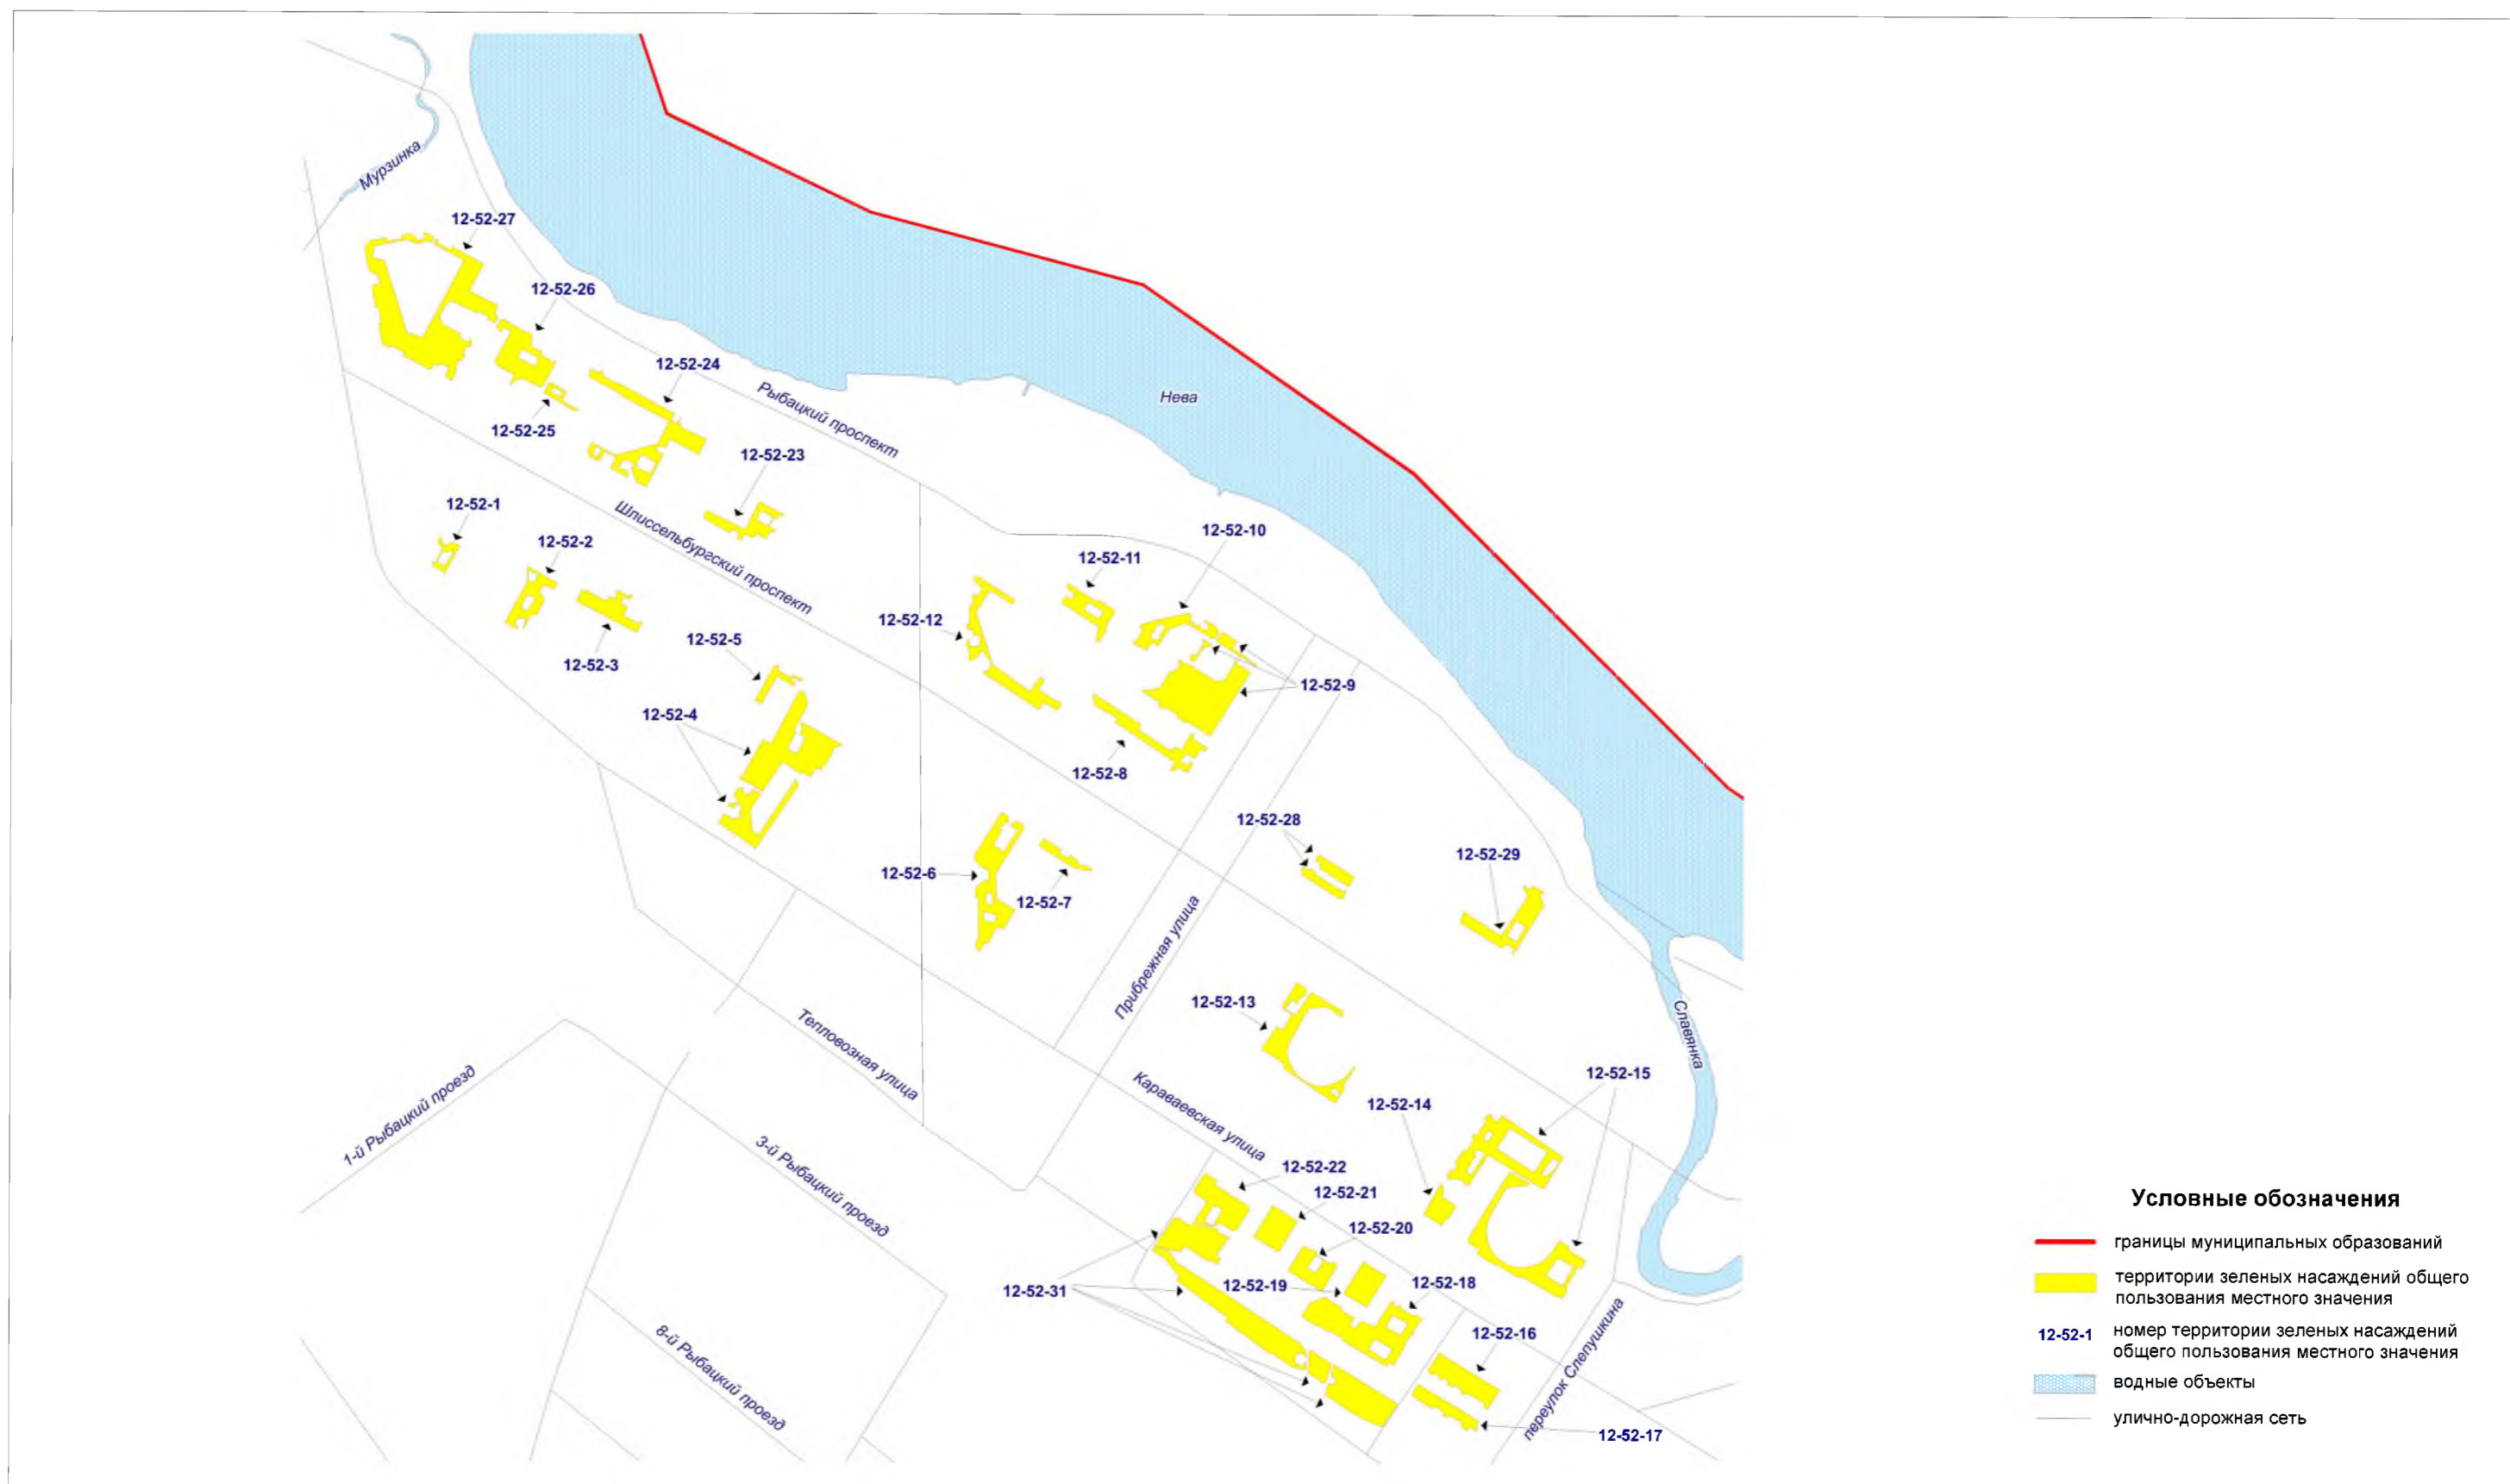 Мурзинка
12-52-27
12-52-26
12-52-24
12-52-25
Рыбацкий проспект
Нева
12-52-23
12-52-1
12-52-2
Шлиссельбургский проспект
12-52-10
12-52-11
12-52-12
12-52-5
12-52-3
12-52-9
12-52-4
12-52-8
12-52-28
12-52-29
12-52-6
12-52-7
Прибрежная улица
12-52-13
Славянка
Тепловозная улица
1-й Рыбацкий проезд
Караваевская улица
12-52-15
12-52-14
3-й Рыбацкий проезд
12-52-22
12-52-21
12-52-20
12-52-31
12-52-19
12-52-18
12-52-16
8-й Рыбацкий проезд
переулок Слепушкина
12-52-17
Условные обозначения
границы муниципальных образований
территории зеленых насаждений общего
пользования местного значения
12-52-1 номер территории зеленых насаждений
общего пользования местного значения
водные объекты
улично-дорожная сеть